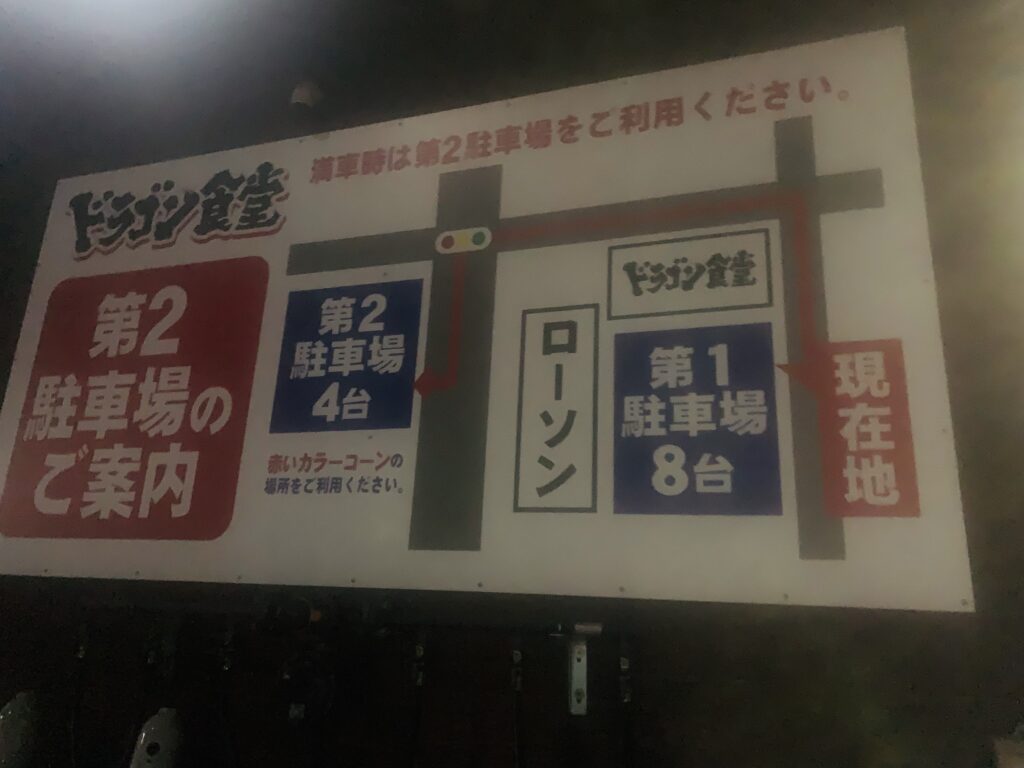 満車時は第2駐車場をご利用ください。
ドラゴン食堂
第2
駐車場の
ご案内
第2
駐車場
4台
赤いカラーコーンの
場所をご利用ください。
ローソン
ドラゴン食堂
第1
駐車場
8台
現在地